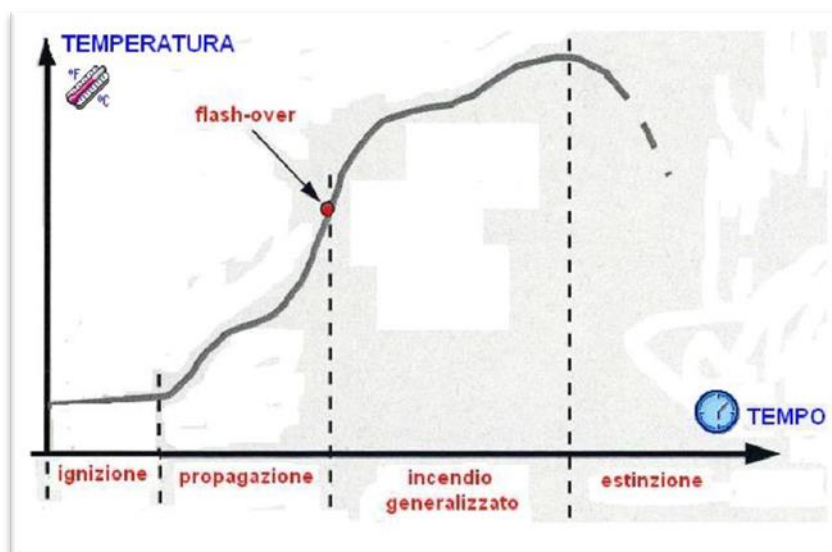 TEMPERATURA
°F
°C
flash-over
TEMPO
ignizione
propagazione
incendio
generalizzato
estinzione